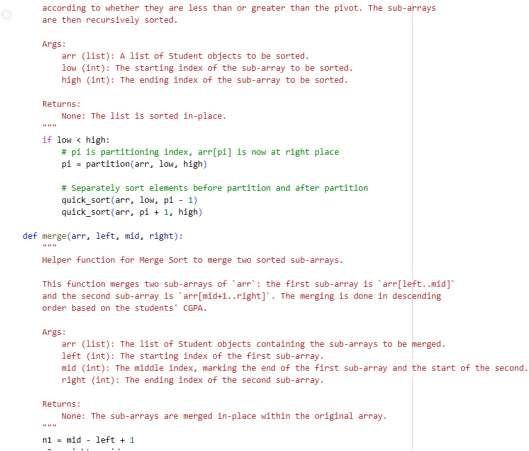 according to whether they are less than or greater than the pivot. The sub-arrays
are then recursively sorted.
Args:
arr (list): A list of Student objects to be sorted.
low (int): The starting index of the sub-array to be sorted.
high (int): The ending index of the sub-array to be sorted.
Returns:
None: The list is sorted in-place.
"""
if low < high:
# pi is partitioning index, arr[pi] is now at right place
pi = partition(arr, low, high)
# Separately sort elements before partition and after partition
quick_sort(arr, low, pi - 1)
quick_sort(arr, pi + 1, high)
def merge(arr, left, mid, right):
"""
Helper function for Merge Sort to merge two sorted sub-arrays.
This function merges two sub-arrays of `arr`: the first sub-array is `arr[left..mid]`
and the second sub-array is `arr[mid+1..right]`. The merging is done in descending
order based on the students' CGPA.
Args:
arr (list): The list of Student objects containing the sub-arrays to be merged.
left (int): The starting index of the first sub-array.
mid (int): The middle index, marking the end of the first sub-array and the start of the second.
right (int): The ending index of the second sub-array.
Returns:
None: The sub-arrays are merged in-place within the original array.
"""
n1 = mid - left + 1